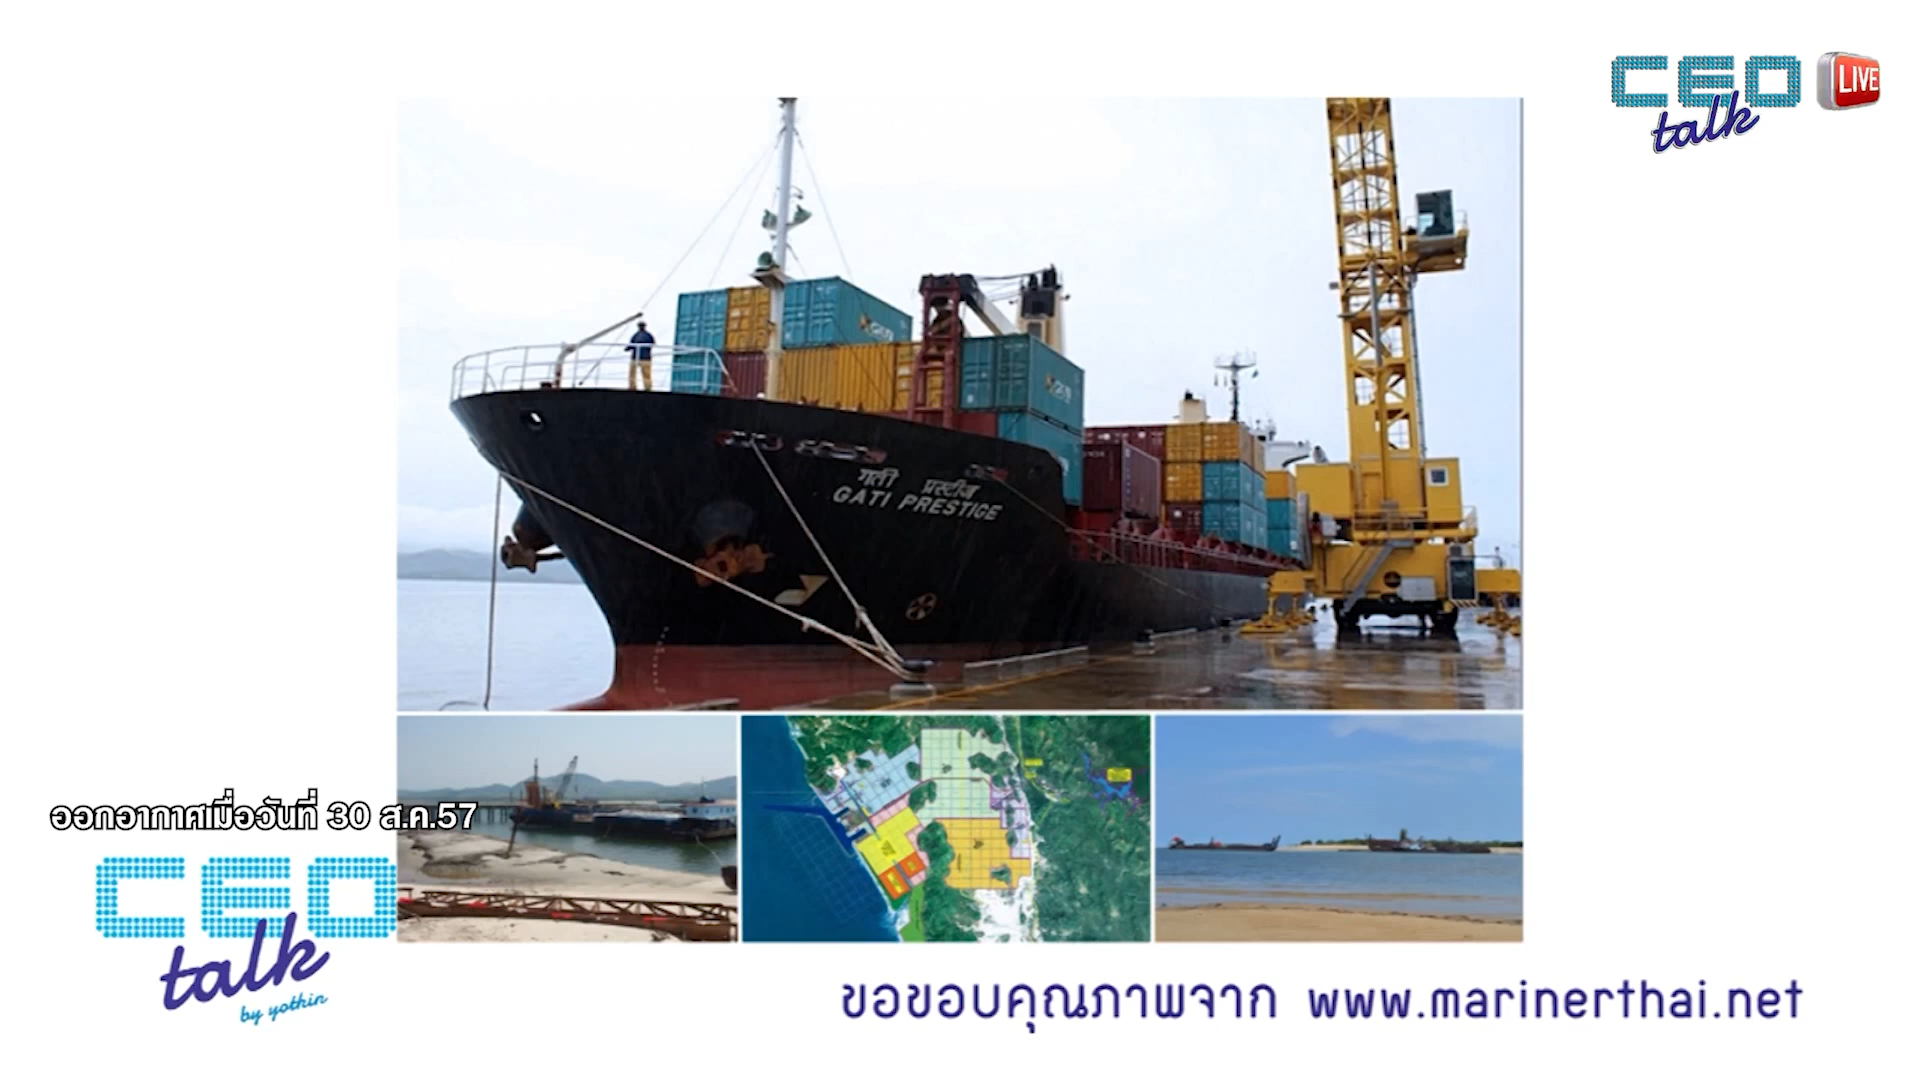 CEO
talk
LIVE
गती प्रस्टीज
GATI PRESTIGE
ออกอากาศเมื่อวันที่ 30 ส.ค.57
CEO
talk
by yothin
ขอขอบคุณภาพจาก www.marinerthai.net